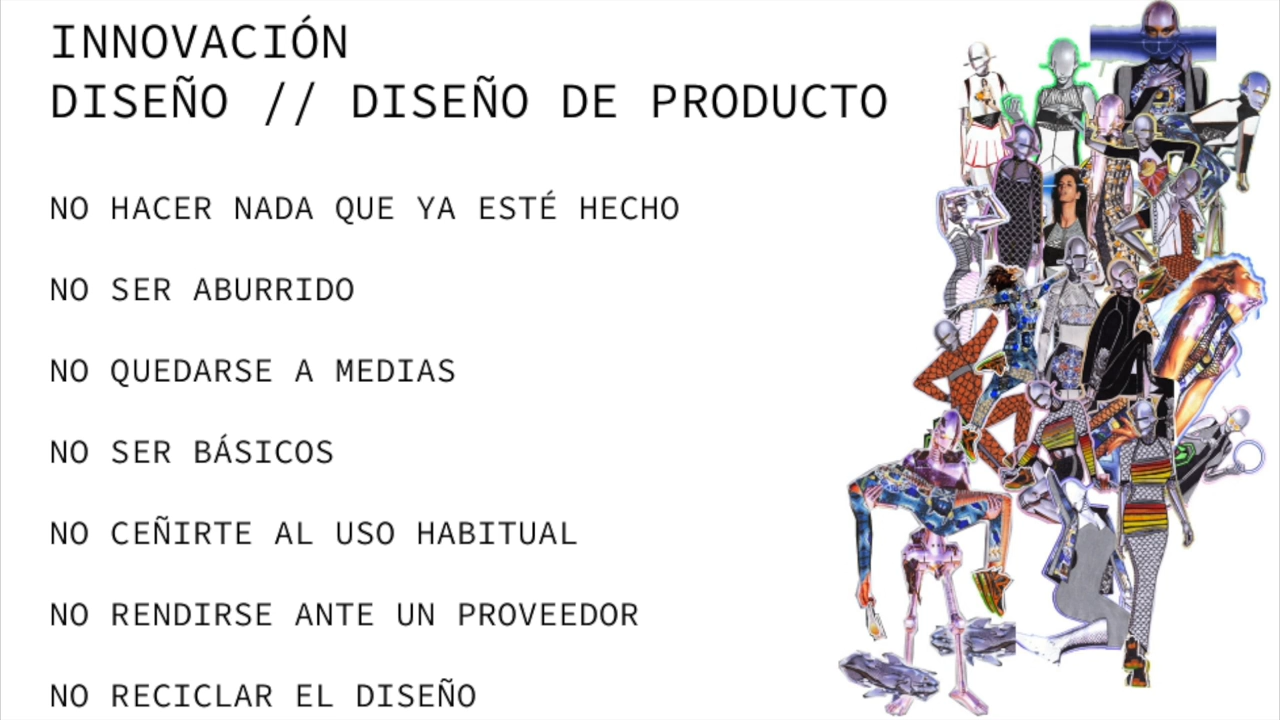 INNOVACIÓN
DISEÑO // DISEÑO DE PRODUCTO
NO HACER NADA QUE YA ESTÉ HECHO
NO SER ABURRIDO
NO QUEDARSE A MEDIAS
NO SER BÁSICOS
NO CEÑIRTE AL USO HABITUAL
NO RENDIRSE ANTE UN PROVEEDOR
NO RECICLAR EL DISEÑO